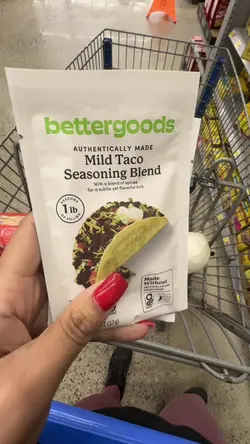 bettergoods
AUTHENTICALLY MADE
Mild Taco
Seasoning Blend
With a blend of spices
for a subtle yet flavorful kick
SEASONS
1 lb
OF FILLING
Made
Without